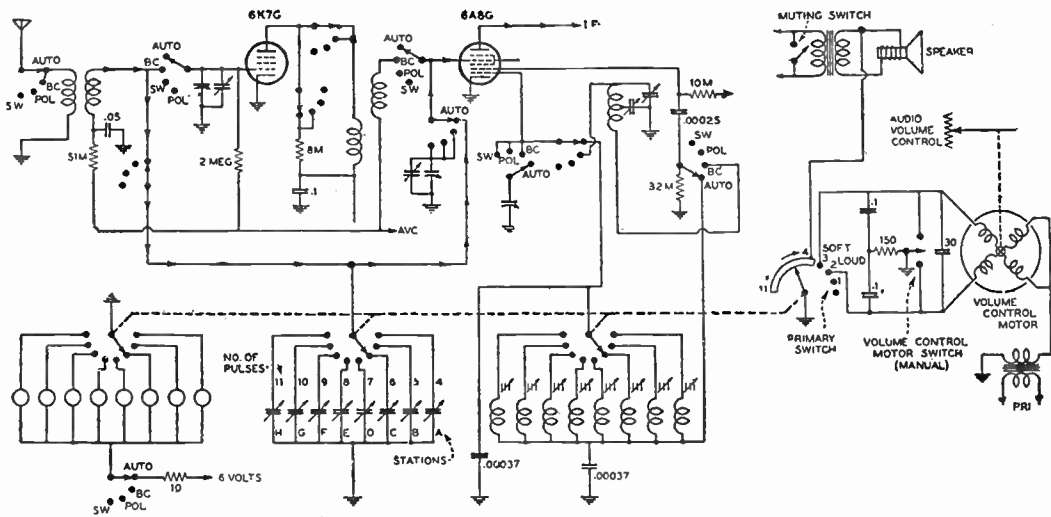 6K7G
6A8G
I F
MUTING SWITCH
SPEAKER
AUTO
BC
POL
SW
.05
51M
AUTO
BC
SW
POL
2 MEG
8M
.1
AVC
AUTO
BC
POL
SW
AUTO
SW
POL
BC
AUTO
10M
.00025
SW
POL
BC
AUTO
32M
AUDIO
VOLUME
CONTROL
4
3
SOFT
2
LOUD
1
11
.1
150
.1
30
PRIMARY
SWITCH
VOLUME CONTROL
MOTOR SWITCH
(MANUAL)
VOLUME
CONTROL
MOTOR
PRI
NO. OF
PULSES
11 10 9 8 7 6 5 4
H G F E D C B A
STATIONS
.00037
.00037
AUTO
BC
POL
SW
10
6 VOLTS